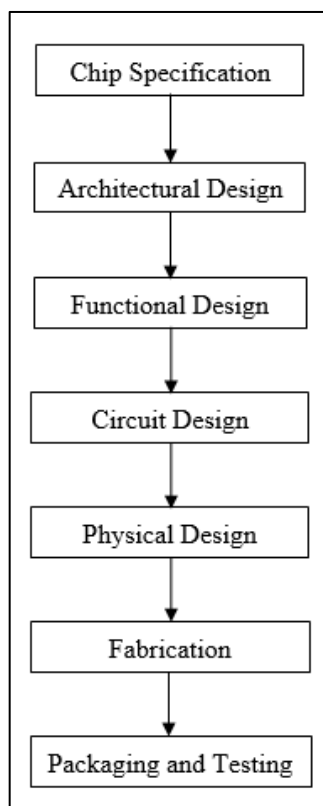 Chip Specification
Architectural Design
Functional Design
Circuit Design
Physical Design
Fabrication
Packaging and Testing